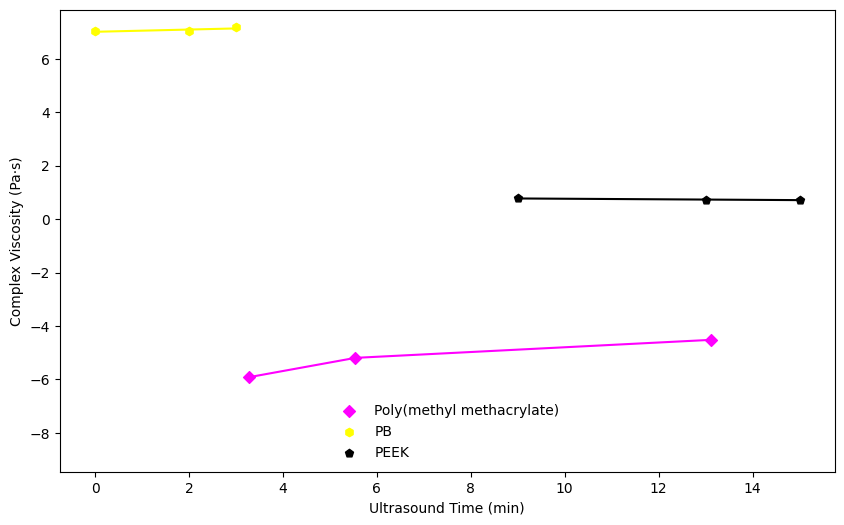 Complex Viscosity (Pa·s)
6
4
2
0
−2
−4
−6
−8
Poly(methyl methacrylate)
PB
PEEK
0 2 4 6 8 10 12 14
Ultrasound Time (min)